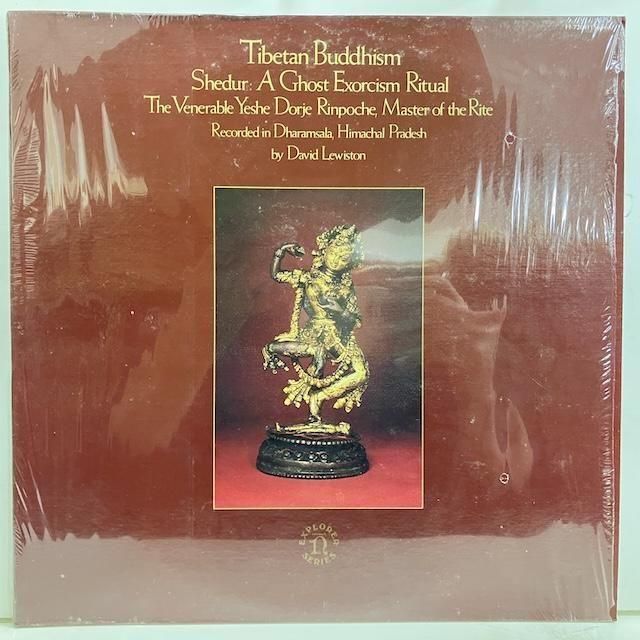 Tibetan Buddhism
Shedur: A Ghost Exorcism Ritual
The Venerable Yeshe Dorje Rinpoche, Master of the Rite
Recorded in Dharamsala, Himachal Pradesh
by David Lewiston
EXPLORER
n
SERIES